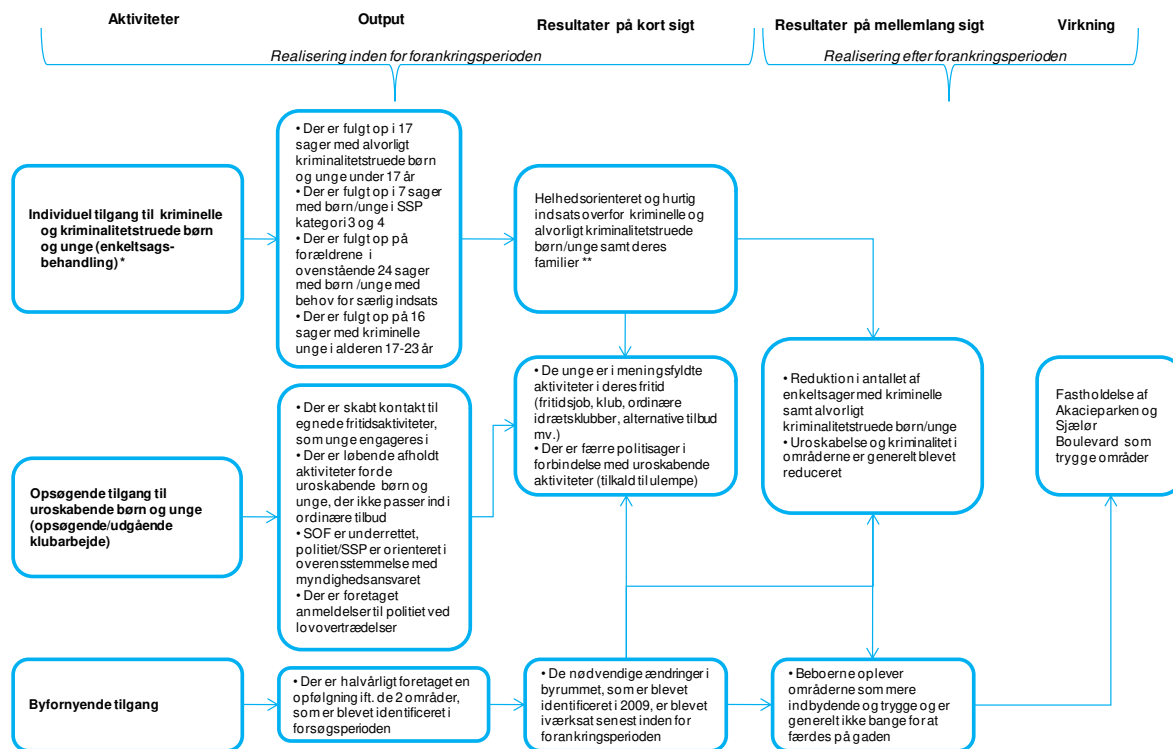 Aktiviteter
Output
Resultater på kort sigt
Resultater på mellemlang sigt
Virkning
Realisering inden for forankringsperioden
Realisering efter forankringsperioden
Individuel tilgang til kriminelle
og kriminalitetstruede børn
og unge (enkeltsags-
behandling) *
• Der er fulgt op i 17
sager med alvorligt
kriminalitetstruede børn
og unge under 17 år
• Der er fulgt op i 7 sager
med børn/unge i SSP
kategori 3 og 4
• Der er fulgt op på
forældrene i
ovenstående 24 sager
med børn /unge med
behov for særlig indsats
• Der er fulgt op på 16
sager med kriminelle
unge i alderen 17-23 år
Helhedsorienteret og hurtig
indsats overfor kriminelle og
alvorligt kriminalitetstruede
børn/unge samt deres
familier **
• De unge er i meningsfyldte
aktiviteter i deres fritid
(fritidsjob, klub, ordinære
idrætsklubber, alternative tilbud
mv.)
• Der er færre politisager i
forbindelse med uroskabende
aktiviteter (tilkald til ulempe)
• Reduktion i antallet af
enkeltsager med kriminelle
samt alvorligt
kriminalitetstruede børn/unge
• Uroskabelse og kriminalitet i
områderne er generelt blevet
reduceret
Fastholdelse af
Akacieparken og
Sjælør
Boulevard som
trygge områder
Opsøgende tilgang til
uroskabende børn og unge
(opsøgende/udgående
klubarbejde)
• Der er skabt kontakt til
egnede fritidsaktiviteter,
som unge engageres i
• Der er løbende afholdt
aktiviteter for de
uroskabende børn og
unge, der ikke passer ind i
ordinære tilbud
• SOF er underrettet,
politiet/SSP er orienteret i
overensstemmelse med
myndighedsansvaret
• Der er foretaget
anmeldelser til politiet ved
lovovertrædelser
Byfornyende tilgang
• Der er halvårligt foretaget en
opfølgning ift. de 2 områder,
som er blevet identificeret i
forsøgsperioden
• De nødvendige ændringer i
byrummet, som er blevet
identificeret i 2009, er blevet
iværksat senest inden for
forankringsperioden
• Beboerne oplever
områderne som mere
indbydende og trygge og er
generelt ikke bange for at
færdes på gaden